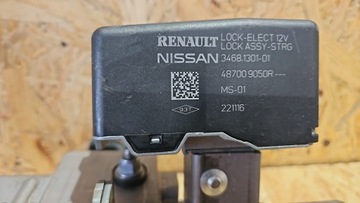 RENAULT LOCK-ELECT 12V
LOCK ASSY-STRG
NISSAN 3468.1301-01
48700 9050R---
MS-01
221116